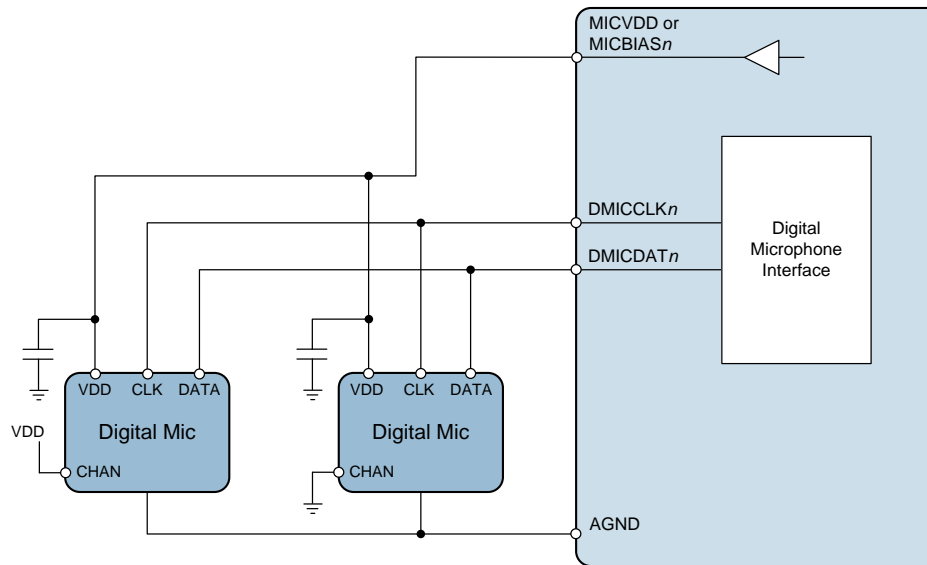 MICVDD or
MICBIASn
DMICCLKn
DMICDATn
Digital
Microphone
Interface
VDD CLK DATA
Digital Mic
VDD
CHAN
VDD CLK DATA
Digital Mic
CHAN
AGND